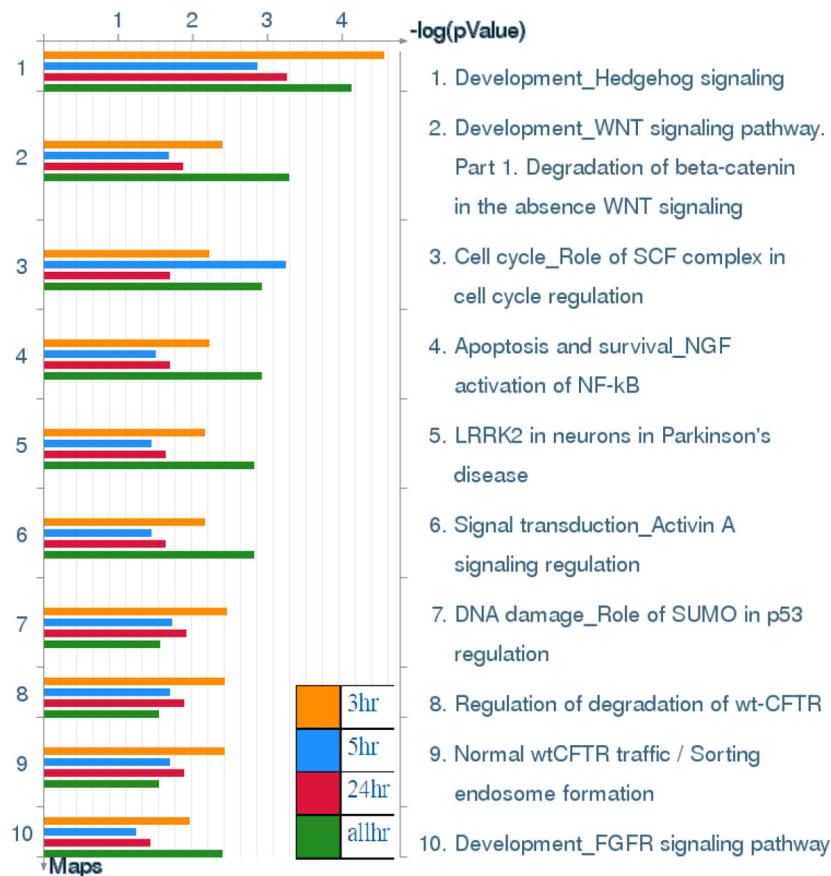 1 2 3 4 -log(pValue)
1
2
3
4
5
6
7
8
9
10
Maps
3hr
5hr
24hr
allhr
1. Development_Hedgehog signaling
2. Development_WNT signaling pathway.
Part 1. Degradation of beta-catenin
in the absence WNT signaling
3. Cell cycle_Role of SCF complex in
cell cycle regulation
4. Apoptosis and survival_NGF
activation of NF-kB
5. LRRK2 in neurons in Parkinson's
disease
6. Signal transduction_Activin A
signaling regulation
7. DNA damage_Role of SUMO in p53
regulation
8. Regulation of degradation of wt-CFTR
9. Normal wtCFTR traffic / Sorting
endosome formation
10. Development_FGFR signaling pathway